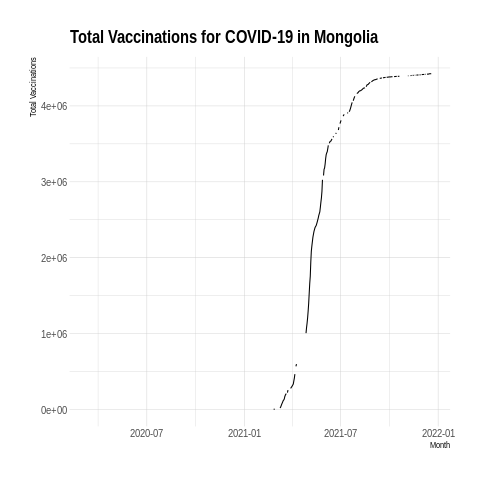 Total Vaccinations for COVID-19 in Mongolia
Total Vaccinations
4e+06
3e+06
2e+06
1e+06
0e+00
2020-07 2021-01 2021-07 2022-01
Month